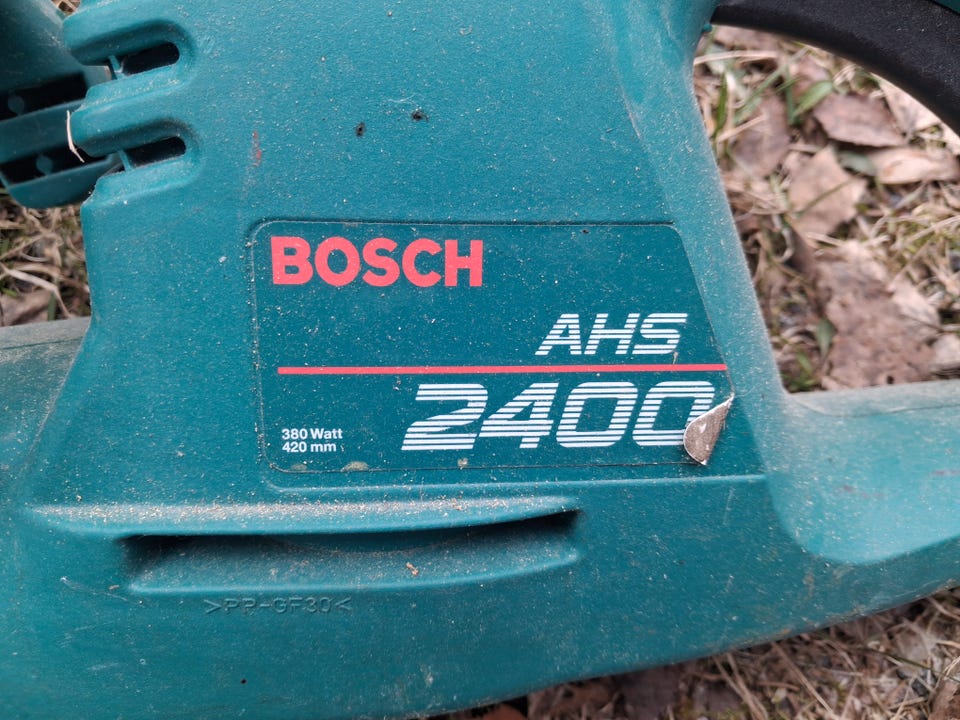 BOSCH
AHS
2400
380 Watt
420 mm
>PP-GF30<